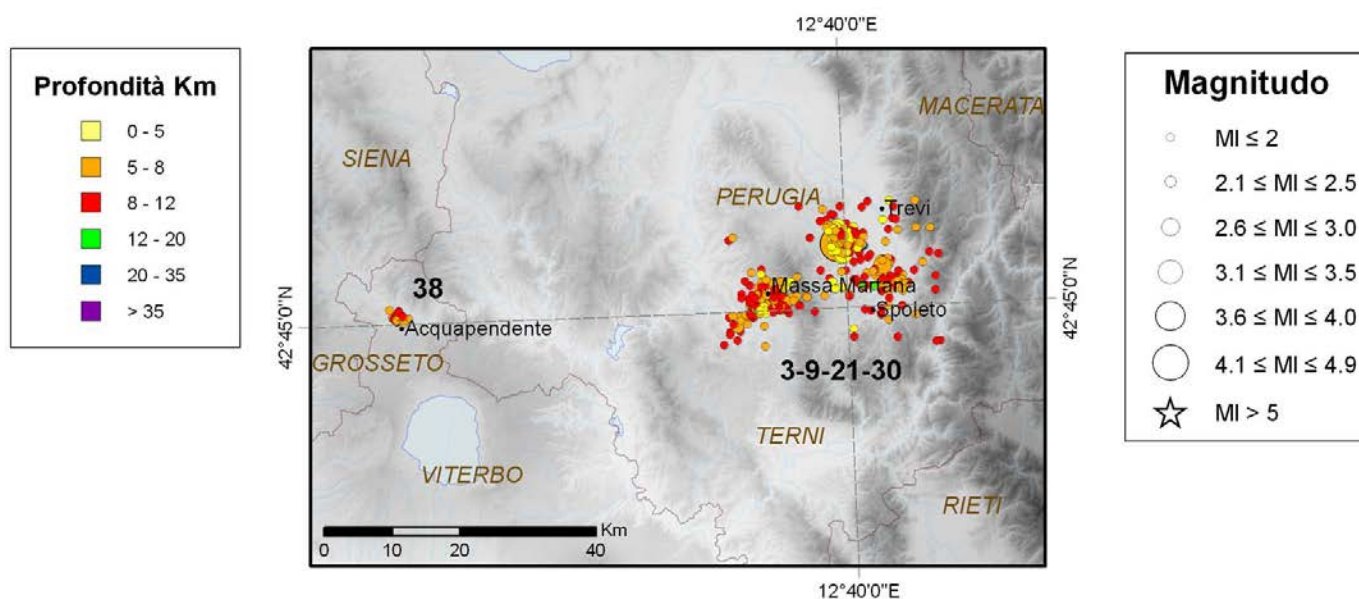 Profondità Km
0 - 5
5 - 8
8 - 12
12 - 20
20 - 35
> 35
12°40'0"E
42°45'0"N
SIENA
MACERATA
PERUGIA
Trevi
38
Massa Martana
Acquapendente
Spoleto
GROSSETO
3-9-21-30
TERNI
VITERBO
RIETI
Km
0 10 20 40
42°45'0"N
12°40'0"E
Magnitudo
Ml ≤ 2
2.1 ≤ Ml ≤ 2.5
2.6 ≤ Ml ≤ 3.0
3.1 ≤ Ml ≤ 3.5
3.6 ≤ Ml ≤ 4.0
4.1 ≤ Ml ≤ 4.9
Ml > 5